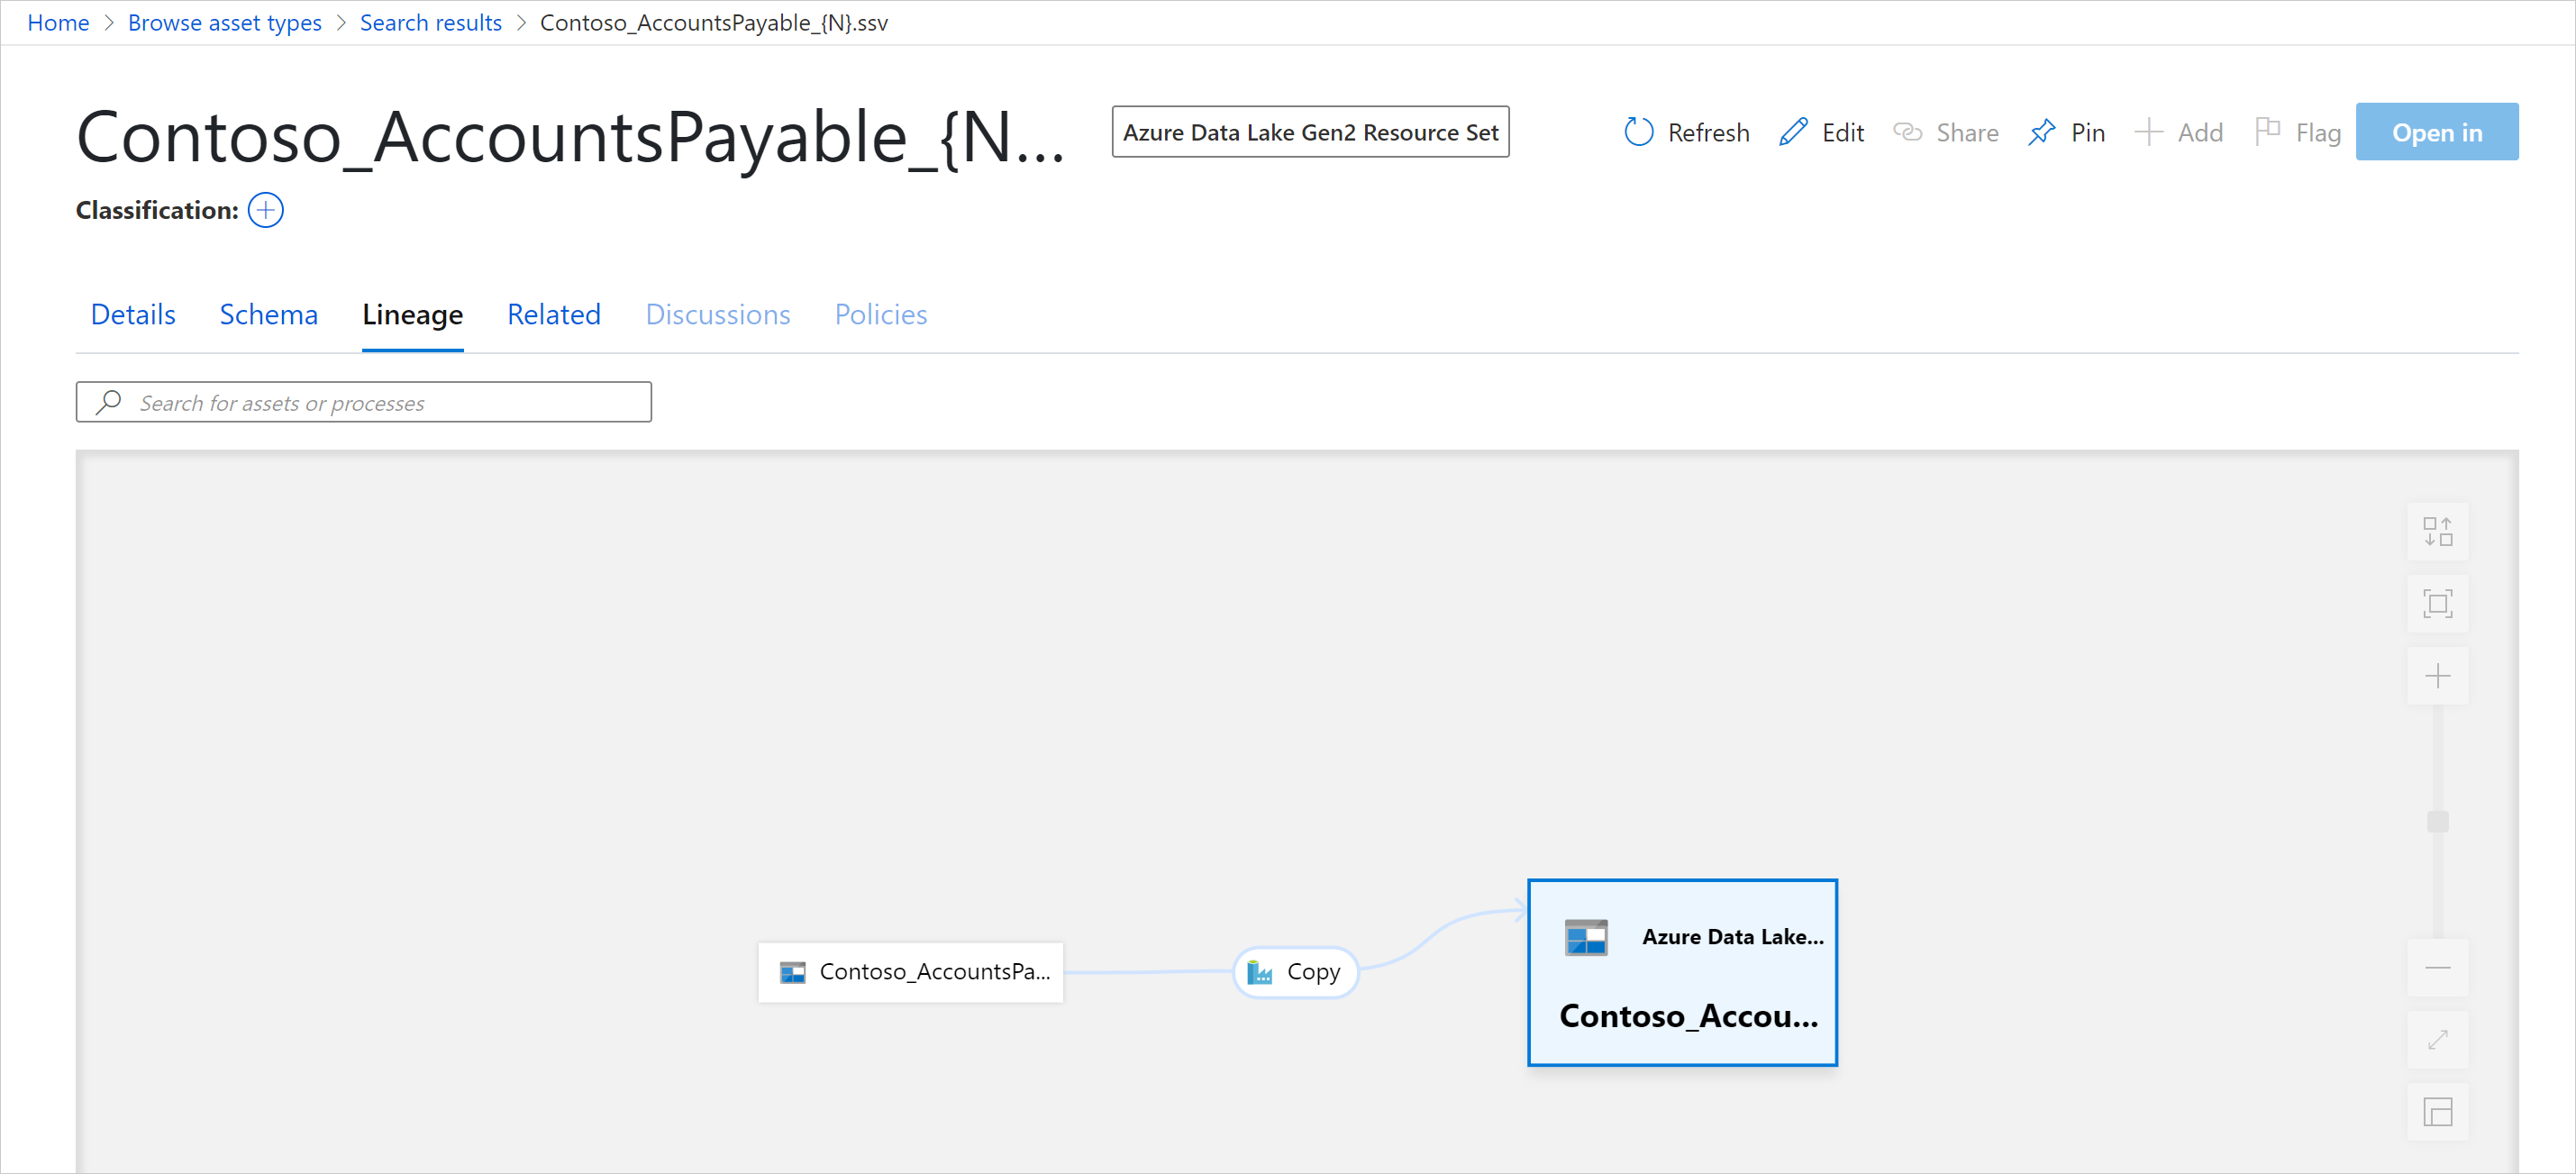 Home > Browse asset types > Search results > Contoso_AccountsPayable_{N}.ssv
Contoso_AccountsPayable_{N...
Azure Data Lake Gen2 Resource Set
Refresh Edit Share Pin Add Flag Open in
Classification:
Details Schema Lineage Related Discussions Policies
Search for assets or processes
Azure Data Lake...
Contoso_AccountsPa...
Copy
Contoso_Accou...